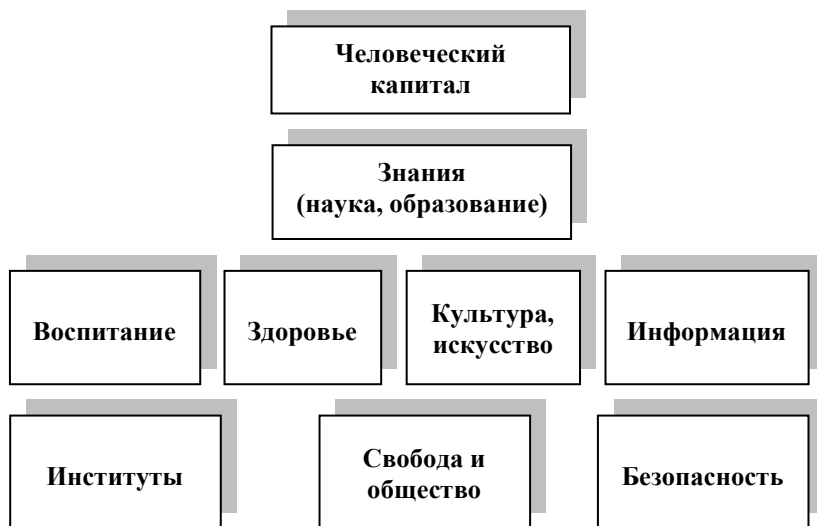 Человеческий
капитал
Знания
(наука, образование)
Воспитание
Здоровье
Культура,
искусство
Информация
Институты
Свобода и
общество
Безопасность